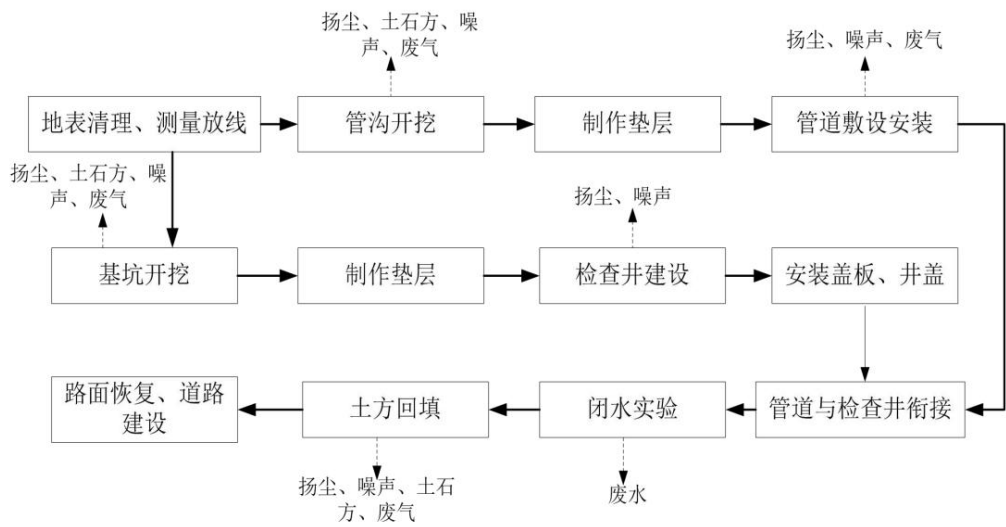 扬尘、土石方、噪
声、废气
扬尘、噪声、废气
地表清理、测量放线
管沟开挖
制作垫层
管道敷设安装
扬尘、土石方、噪
声、废气
扬尘、噪声
基坑开挖
制作垫层
检查井建设
安装盖板、井盖
路面恢复、道路
建设
土方回填
闭水实验
管道与检查井衔接
扬尘、噪声、土石
方、废气
废水